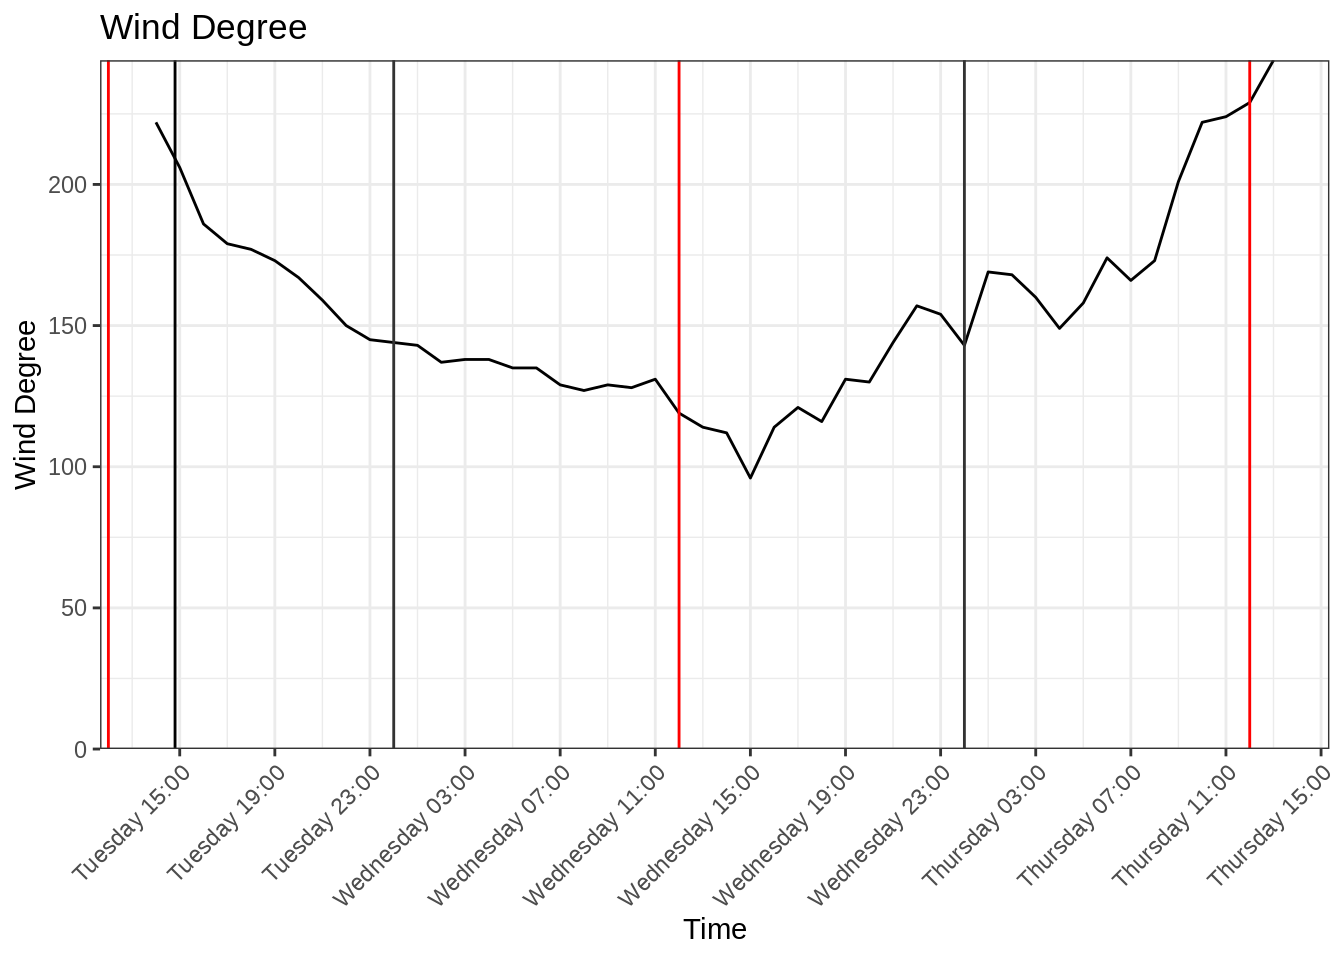 Wind Degree
Wind Degree
200
150
100
50
0
Tuesday 15:00
Tuesday 19:00
Tuesday 23:00
Wednesday 03:00
Wednesday 07:00
Wednesday 11:00
Wednesday 15:00
Wednesday 19:00
Wednesday 23:00
Thursday 03:00
Thursday 07:00
Thursday 11:00
Thursday 15:00
Time